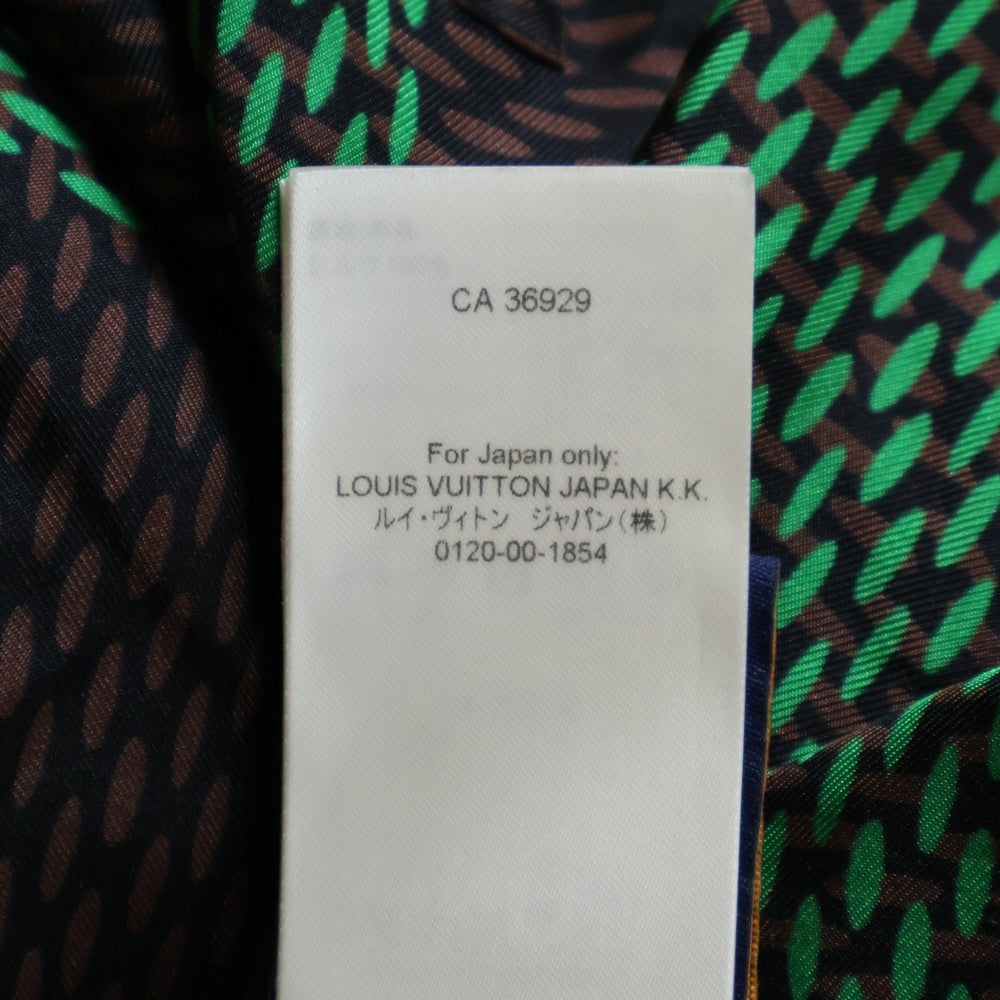 CA 36929
For Japan only:
LOUIS VUITTON JAPAN K.K.
ルイ・ヴィトン ジャパン(株)
0120-00-1854